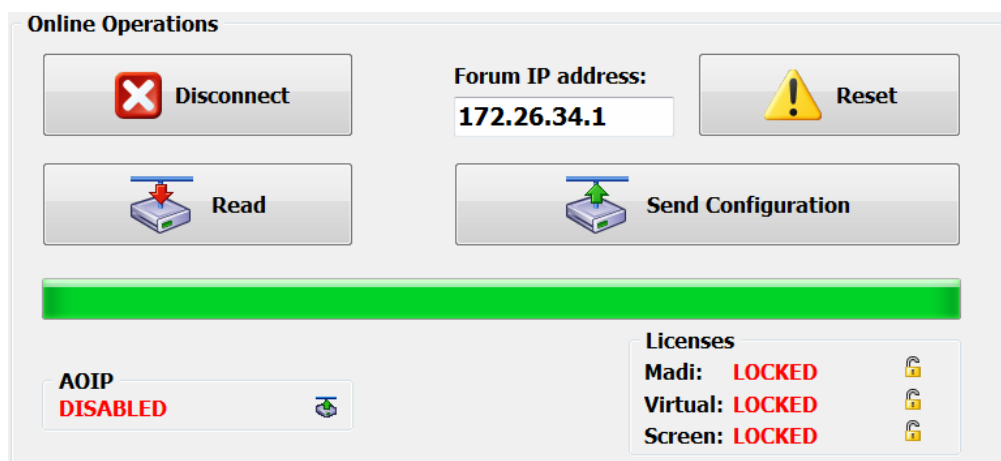 Online Operations
Disconnect
Forum IP address:
172.26.34.1
Reset
Read
Send Configuration
AOIP
DISABLED
Licenses
Madi: LOCKED
Virtual: LOCKED
Screen: LOCKED